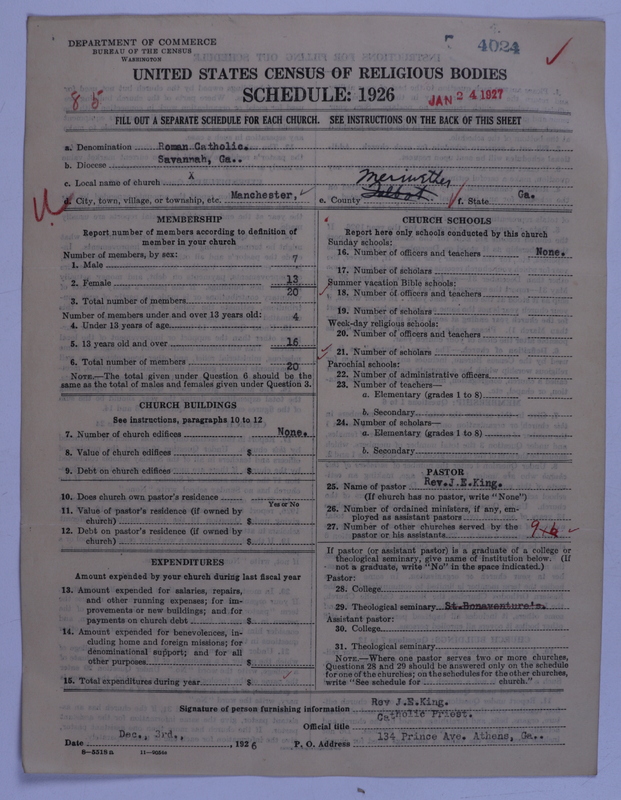 DEPARTMENT OF COMMERCE
BUREAU OF THE CENSUS
WASHINGTON
4024
UNITED STATES CENSUS OF RELIGIOUS BODIES
85
SCHEDULE: 1926
JAN 24 1927
FILL OUT A SEPARATE SCHEDULE FOR EACH CHURCH. SEE INSTRUCTIONS ON THE BACK OF THIS SHEET
a. Denomination Roman Catholic.
b. Diocese Savannah, Ga..
c. Local name of church X
d. City, town, village, or township, etc. Manchester, e. County Talbot Meriwether f. State Ga.
MEMBERSHIP
Report number of members according to definition of
member in your church
Number of members, by sex:
1. Male 7
2. Female 13
3. Total number of members 20
Number of members under and over 13 years old:
4. Under 13 years of age 4
5. 13 years old and over 16
6. Total number of members 20
NOTE.—The total given under Question 6 should be the
same as the total of males and females given under Question 3.
CHURCH BUILDINGS
See instructions, paragraphs 10 to 12
7. Number of church edifices None.
8. Value of church edifices $
9. Debt on church edifices $
10. Does church own pastor's residence
Yes or No
11. Value of pastor's residence (if owned by
church) $
12. Debt on pastor's residence (if owned by
church) $
EXPENDITURES
Amount expended by your church during last fiscal year
13. Amount expended for salaries, repairs,
and other running expenses; for im-
provements or new buildings; and for
payments on church debt $
14. Amount expended for benevolences, in-
cluding home and foreign missions; for
denominational support; and for all
other purposes $
15. Total expenditures during year $
CHURCH SCHOOLS
Report here only schools conducted by this church
Sunday schools:
16. Number of officers and teachers None.
17. Number of scholars
Summer vacation Bible schools:
18. Number of officers and teachers
19. Number of scholars
Week-day religious schools:
20. Number of officers and teachers
21. Number of scholars
Parochial schools:
22. Number of administrative officers
23. Number of teachers—
a. Elementary (grades 1 to 8)
b. Secondary
24. Number of scholars—
a. Elementary (grades 1 to 8)
b. Secondary
PASTOR
25. Name of pastor Rev.J.E.King.
(If church has no pastor, write "None")
26. Number of ordained ministers, if any, em-
ployed as assistant pastors
27. Number of other churches served by the
pastor or his assistants
If pastor (or assistant pastor) is a graduate of a college or
theological seminary, give name of institution below. (If
not a graduate, write "No" in the space indicated.)
Pastor:
28. College
29. Theological seminary St.Bonaventure's.
Assistant pastor:
30. College
31. Theological seminary
NOTE.—Where one pastor serves two or more churches,
Questions 28 and 29 should be answered only on the schedule
for one of the churches; on the schedules for the other churches,
write "See schedule for church."
Signature of person furnishing information Rev J.E.King.
Official title Catholic Priest.
Date Dec., 3rd., 1926 P. O. Address 134 Prince Ave. Athens, Ga..
8—5518a 11—9054a